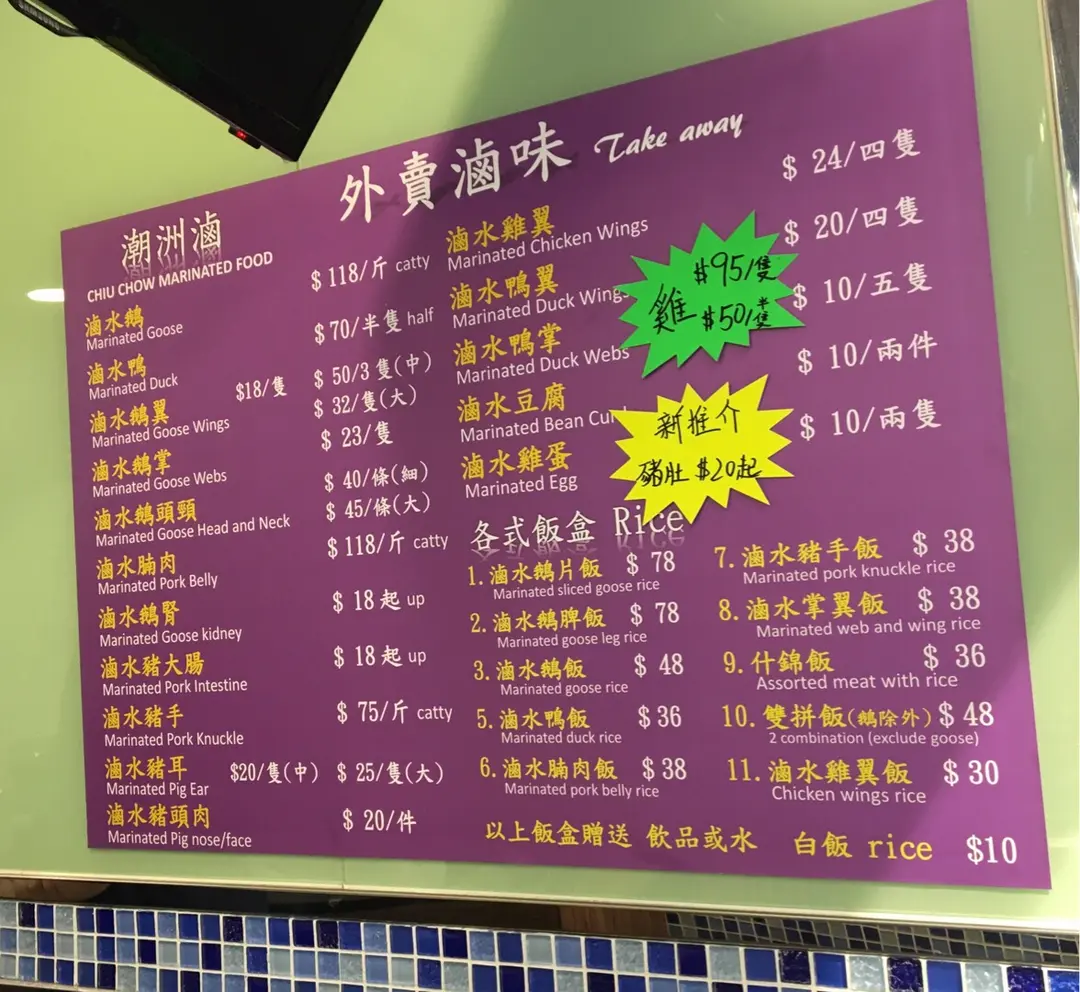 SAMSUNG
外賣滷味 Take away
潮洲滷
CHIU CHOW MARINATED FOOD
滷水鵝 $118/斤 catty
Marinated Goose
滷水鴨 $70/半隻 half
Marinated Duck
滷水鵝翼 $18/隻 $50/3隻(中)
Marinated Goose Wings $32/隻(大)
滷水鵝掌 $23/隻
Marinated Goose Webs
滷水鵝頭頸 $40/條(細)
Marinated Goose Head and Neck $45/條(大)
滷水腩肉 $118/斤 catty
Marinated Pork Belly
滷水鵝腎 $18起 up
Marinated Goose kidney
滷水豬大腸 $18起 up
Marinated Pork Intestine
滷水豬手 $75/斤 catty
Marinated Pork Knuckle
滷水豬耳 $20/隻(中) $25/隻(大)
Marinated Pig Ear
滷水豬頭肉 $20/件
Marinated Pig nose/face
滷水雞翼 $24/四隻
Marinated Chicken Wings
滷水鴨翼 $20/四隻
Marinated Duck Wings
滷水鴨掌 $10/五隻
Marinated Duck Webs
滷水豆腐 $10/兩件
Marinated Bean
滷水雞蛋 $10/兩隻
Marinated Egg
雞 $95/隻
$50/半隻
新推介
豬肚 $20起
各式飯盒 Rice
1. 滷水鵝片飯 $78
Marinated sliced goose rice
2. 滷水鵝脾飯 $78
Marinated goose leg rice
3. 滷水鵝飯 $48
Marinated goose rice
5. 滷水鴨飯 $36
Marinated duck rice
6. 滷水腩肉飯 $38
Marinated pork belly rice
7. 滷水豬手飯 $38
Marinated pork knuckle rice
8. 滷水掌翼飯 $38
Marinated web and wing rice
9. 什錦飯 $36
Assorted meat with rice
10. 雙拼飯(鵝除外) $48
2 combination (exclude goose)
11. 滷水雞翼飯 $30
Chicken wings rice
以上飯盒贈送 飲品或水 白飯 rice $10